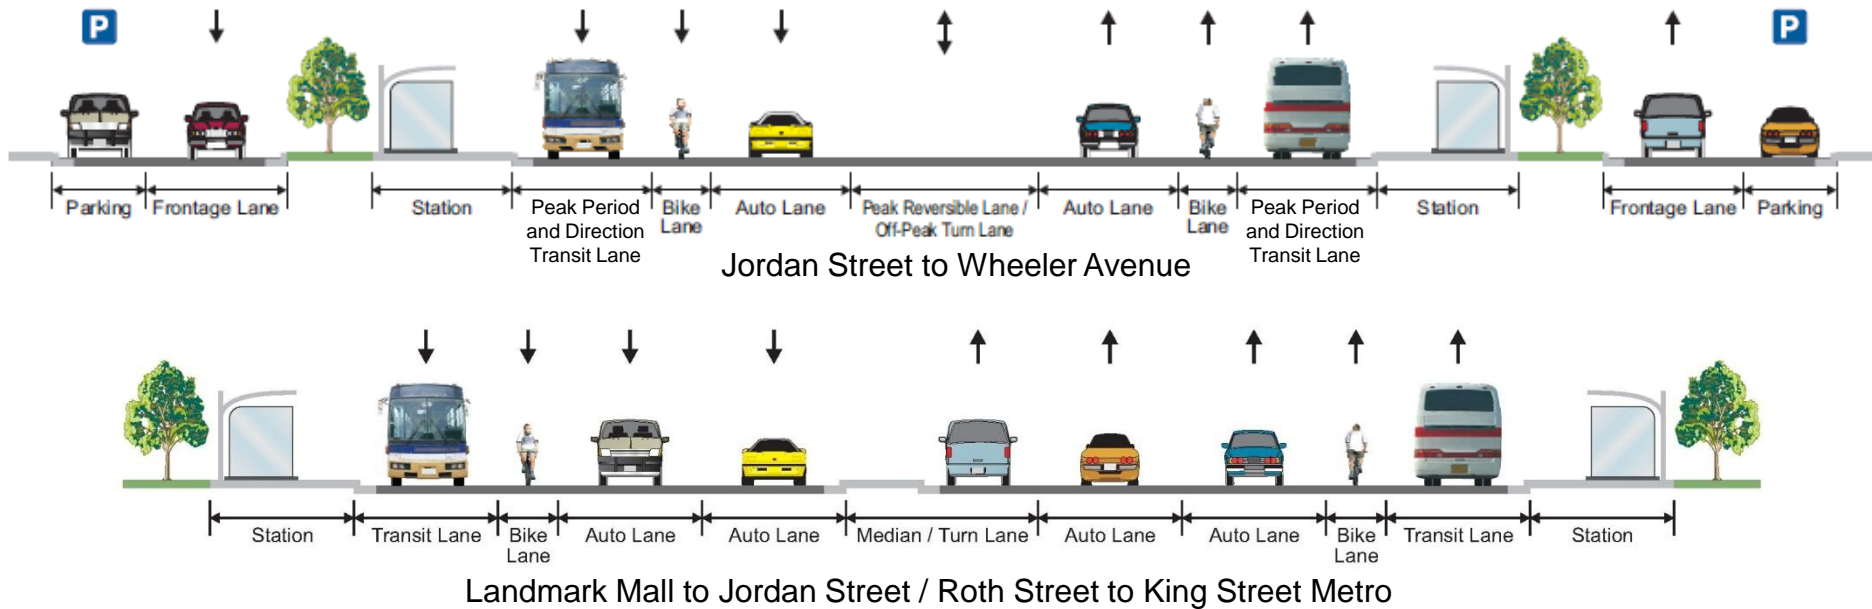 P
P
Parking
Frontage Lane
Station
Peak Period
and Direction
Transit Lane
Bike
Lane
Auto Lane
Peak Reversible Lane /
Off-Peak Turn Lane
Auto Lane
Bike
Lane
Peak Period
and Direction
Transit Lane
Station
Frontage Lane
Parking
Jordan Street to Wheeler Avenue
Station
Transit Lane
Bike
Lane
Auto Lane
Auto Lane
Median / Turn Lane
Auto Lane
Auto Lane
Bike
Lane
Transit Lane
Station
Landmark Mall to Jordan Street / Roth Street to King Street Metro